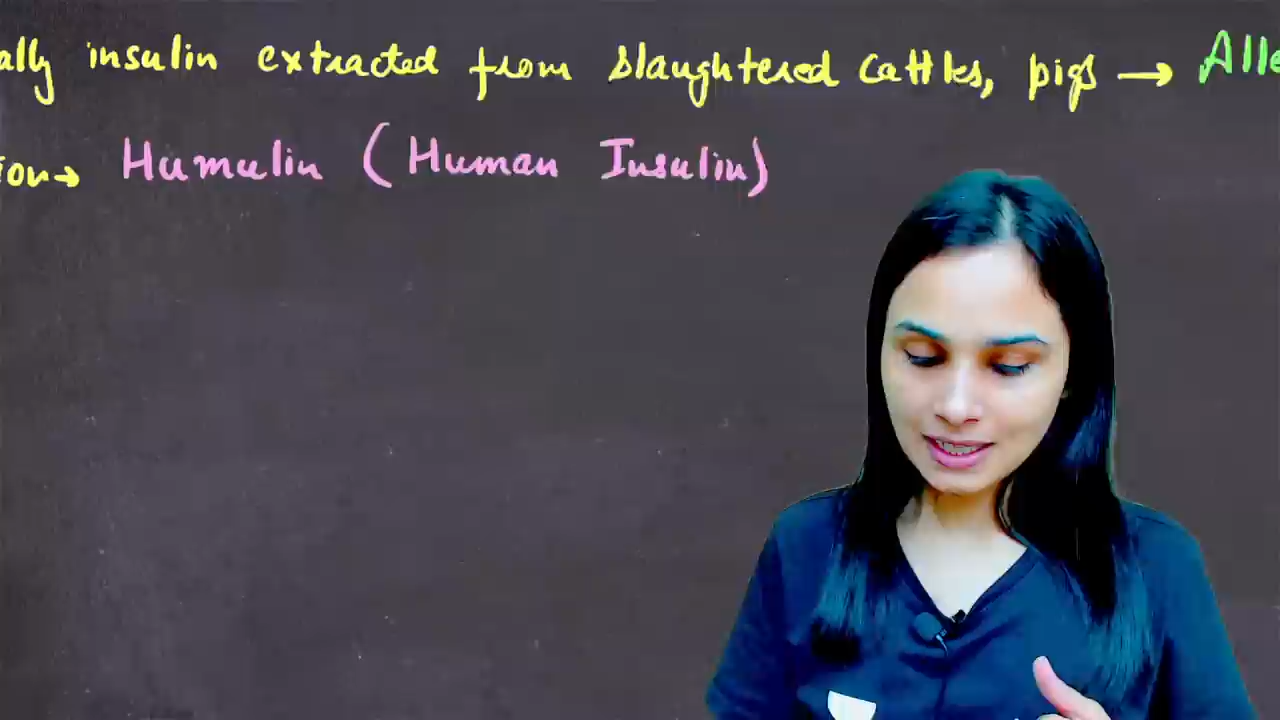 ally insulin extracted from slaughtered cattles, pigs → Alle
ion→ Humulin (Human Insulin)